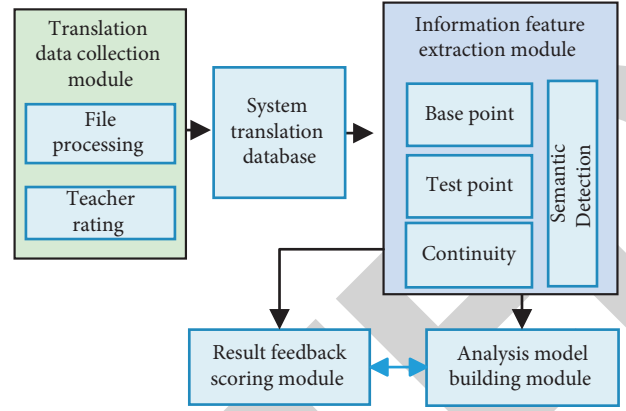 Translation
data collection
module
File
processing
Teacher
rating
System
translation
database
Information feature
extraction module
Base point
Test point
Continuity
Semantic
Detection
Result feedback
scoring module
Analysis model
building module